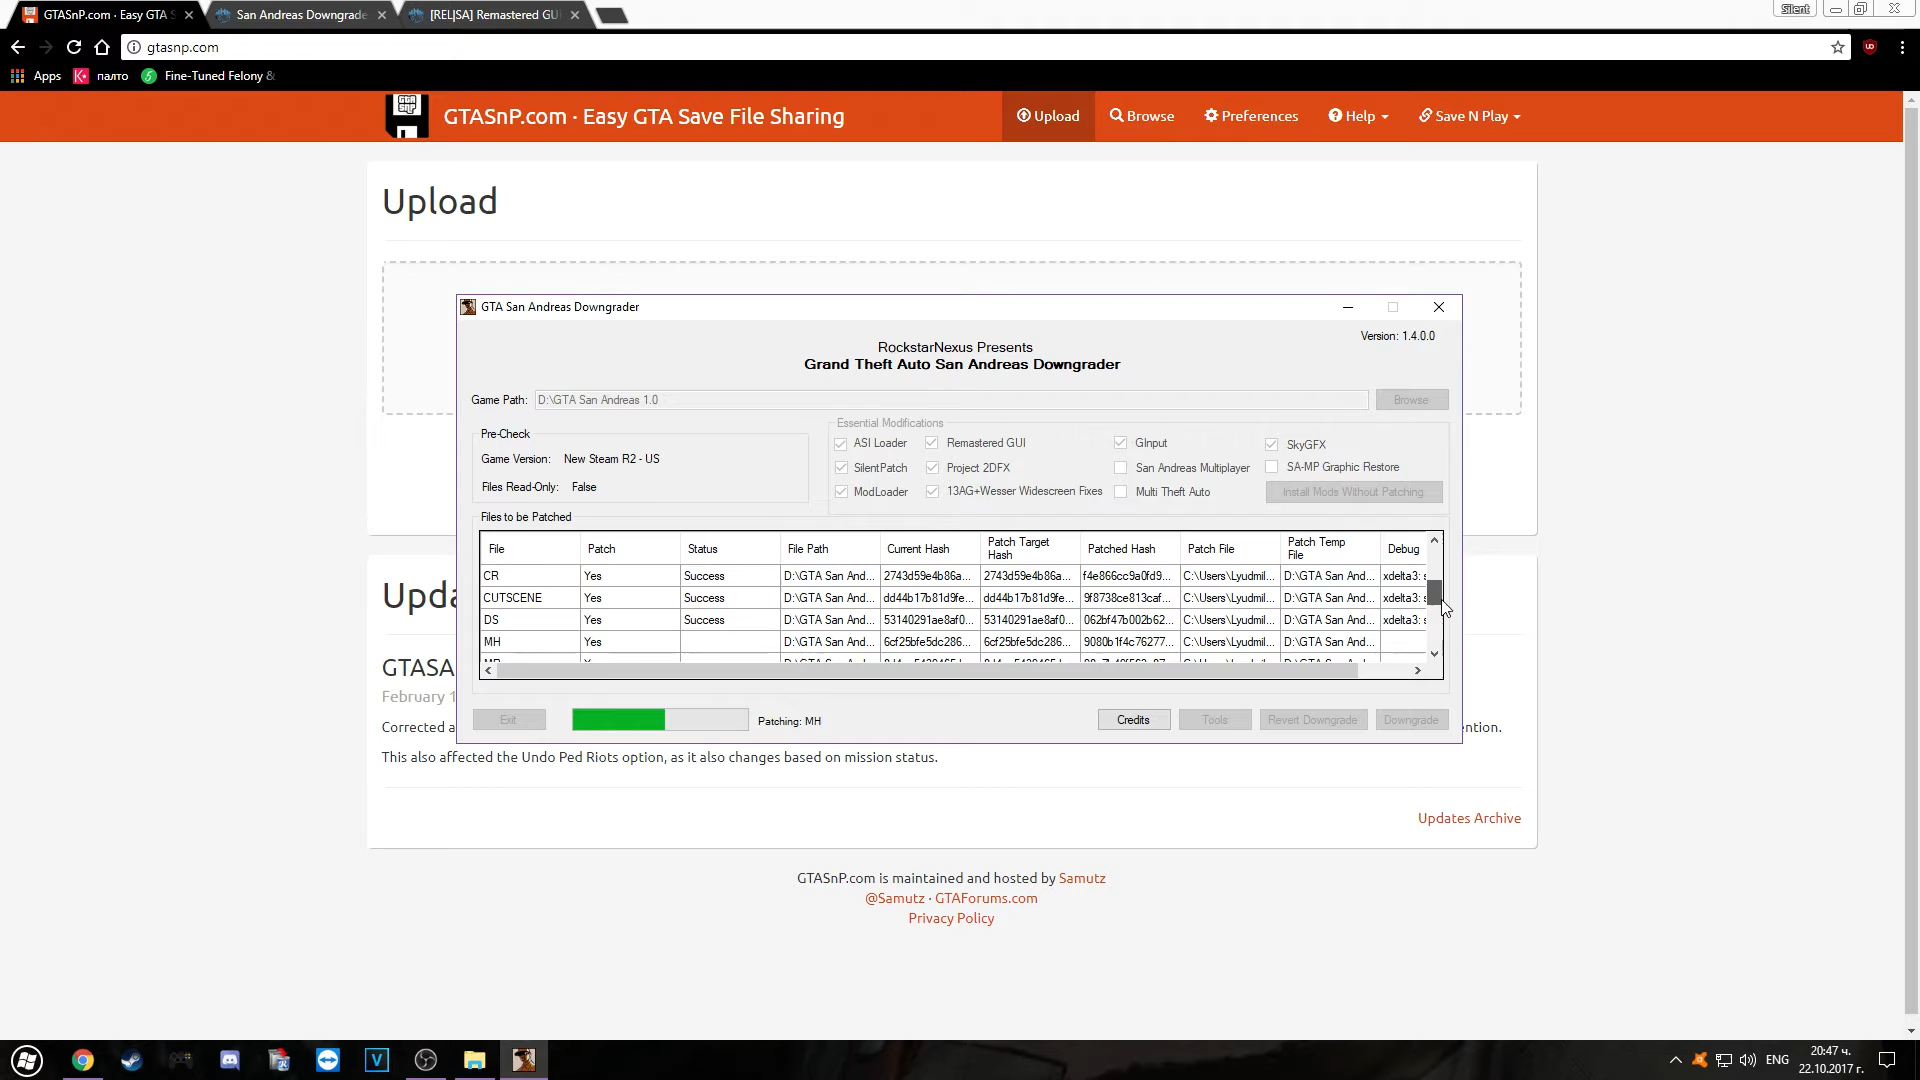 GTASnP.com · Easy GTA S
San Andreas Downgrade
[REL|SA] Remastered GUI
Silent
gtasnp.com
Apps
палто
Fine-Tuned Felony &
GTASnP.com · Easy GTA Save File Sharing
Upload
Browse
Preferences
Help
Save N Play
Upload
GTA San Andreas Downgrader
Version: 1.4.0.0
RockstarNexus Presents
Grand Theft Auto San Andreas Downgrader
Game Path: D:\GTA San Andreas 1.0 Browse
Pre-Check
Game Version: New Steam R2 - US
Files Read-Only: False
Essential Modifications
ASI Loader Remastered GUI GInput SkyGFX
SilentPatch Project 2DFX San Andreas Multiplayer SA-MP Graphic Restore
ModLoader 13AG+Wesser Widescreen Fixes Multi Theft Auto Install Mods Without Patching
Files to be Patched
File Patch Status File Path Current Hash Patch Target Hash Patched Hash Patch File Patch Temp File Debug
CR Yes Success D:\GTA San And... 2743d59e4b86a... 2743d59e4b86a... f4e866cc9a0fd9... C:\Users\Lyudmil... D:\GTA San And... xdelta3: s
CUTSCENE Yes Success D:\GTA San And... dd44b17b81d9fe... dd44b17b81d9fe... 9f8738ce813caf... C:\Users\Lyudmil... D:\GTA San And... xdelta3: s
DS Yes Success D:\GTA San And... 53140291ae8af0... 53140291ae8af0... 062bf47b002b62... C:\Users\Lyudmil... D:\GTA San And... xdelta3: s
MH Yes D:\GTA San And... 6cf25bfe5dc286... 6cf25bfe5dc286... 9080b1f4c76277... C:\Users\Lyudmil... D:\GTA San And...
Exit Patching: MH Credits Tools Revert Downgrade Downgrade
Upda
GTASA
February 1
Corrected a
ntion.
This also affected the Undo Ped Riots option, as it also changes based on mission status.
Updates Archive
GTASnP.com is maintained and hosted by Samutz
@Samutz · GTAForums.com
Privacy Policy
ENG
20:47 ч.
22.10.2017 г.